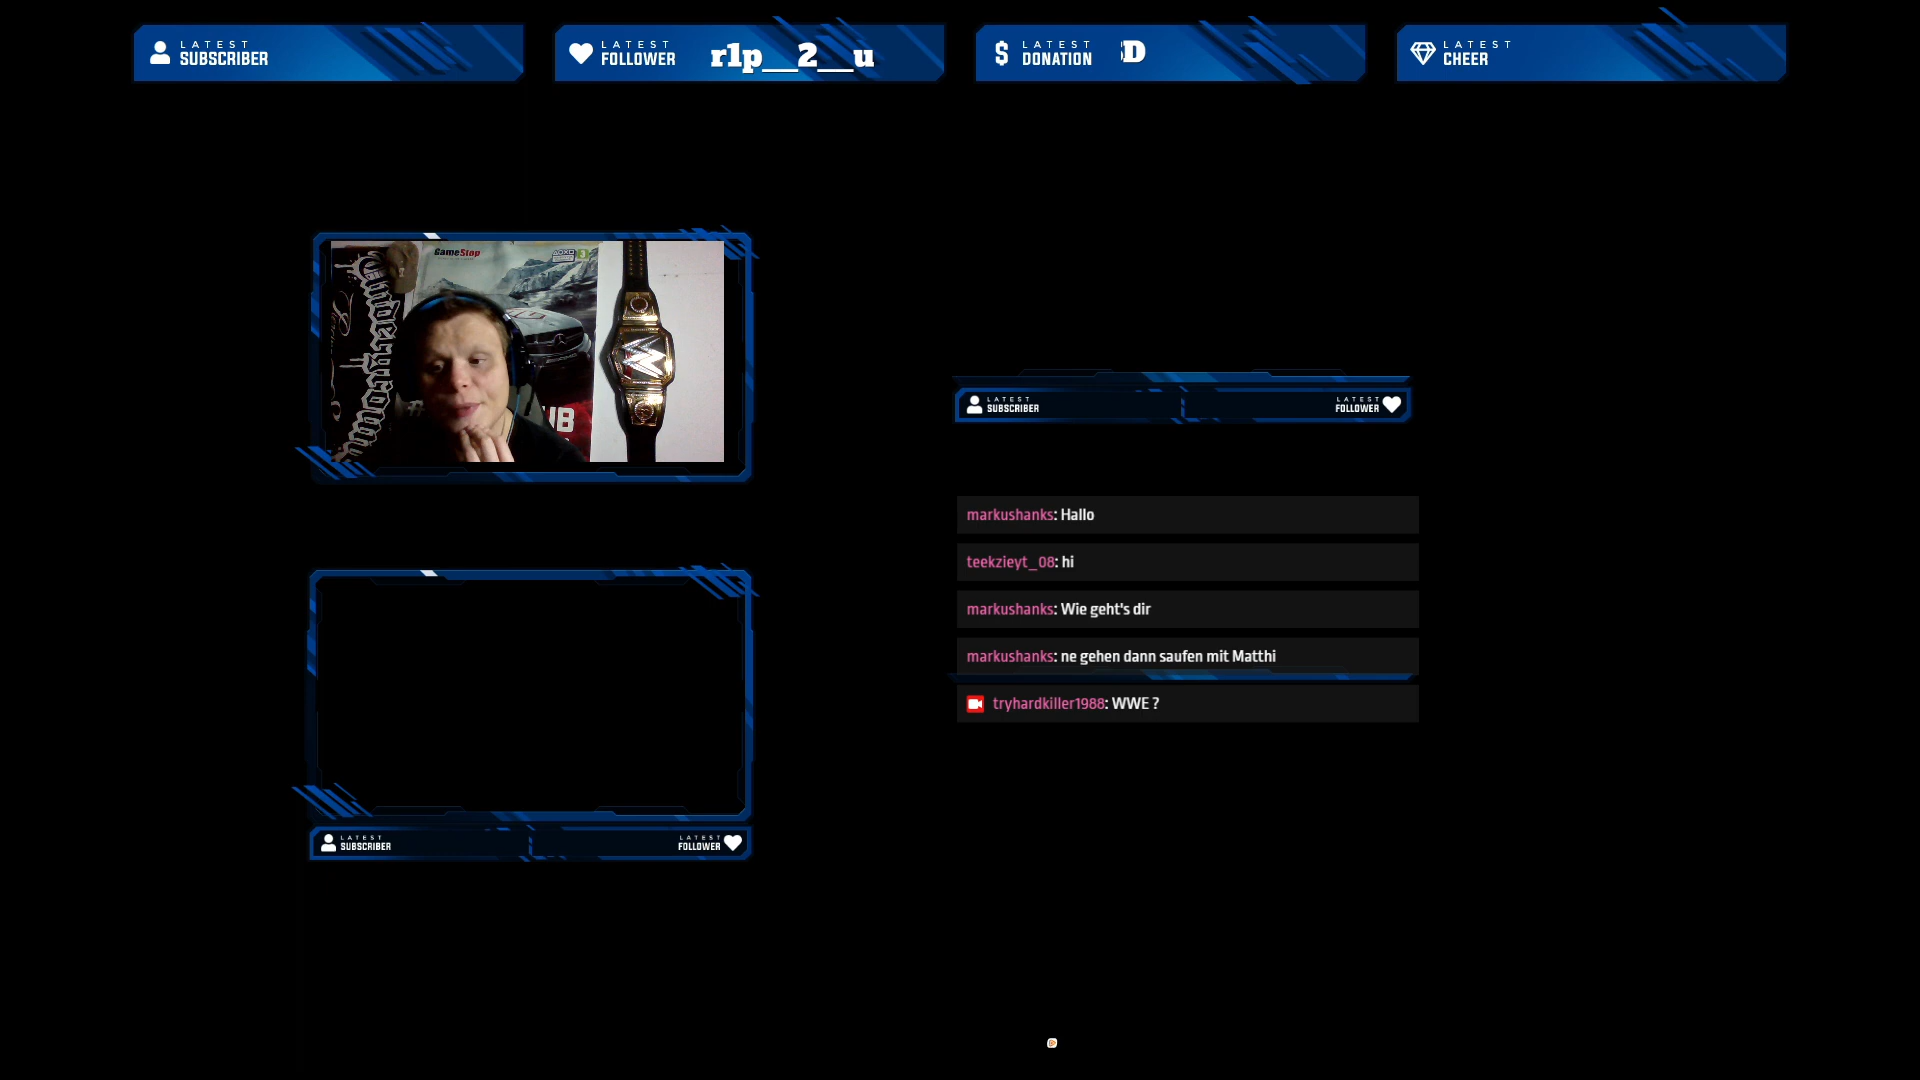 LATEST
SUBSCRIBER
LATEST
FOLLOWER
r1p__2__u
LATEST
DONATION
D
LATEST
CHEER
GameStop
LATEST
SUBSCRIBER
LATEST
FOLLOWER
markushanks: Hallo
teekzieyt_08: hi
markushanks: Wie geht's dir
markushanks: ne gehen dann saufen mit Matthi
tryhardkiller1988: WWE ?
LATEST
SUBSCRIBER
LATEST
FOLLOWER